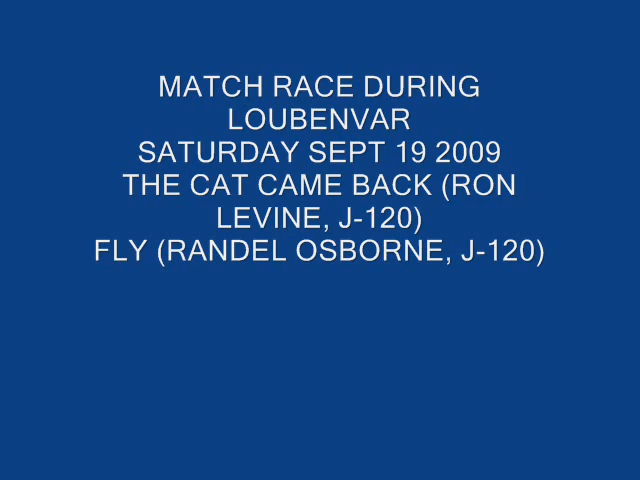 MATCH RACE DURING
LOUBENVAR
SATURDAY SEPT 19 2009
THE CAT CAME BACK (RON
LEVINE, J-120)
FLY (RANDEL OSBORNE, J-120)